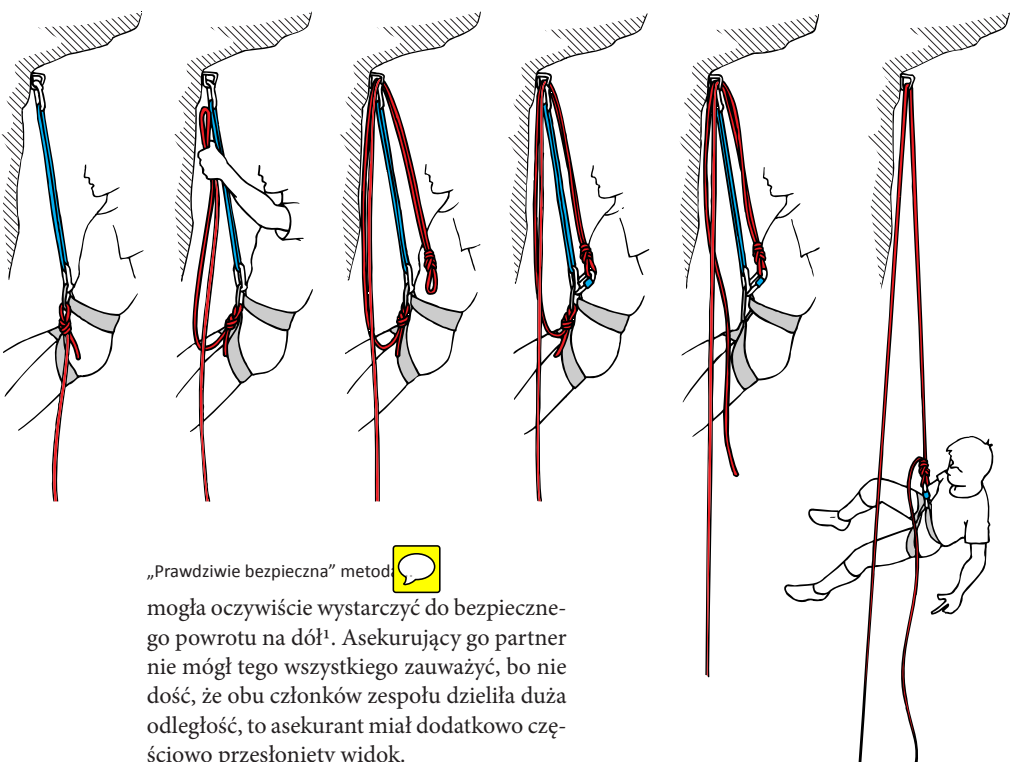 „Prawdziwie bezpieczna” metoda
mogła oczywiście wystarczyć do bezpieczne-
go powrotu na dół¹. Asekurujący go partner
nie mógł tego wszystkiego zauważyć, bo nie
dość, że obu członków zespołu dzieliła duża
odległość, to asekurant miał dodatkowo czę-
ściowo przesłonięty widok.